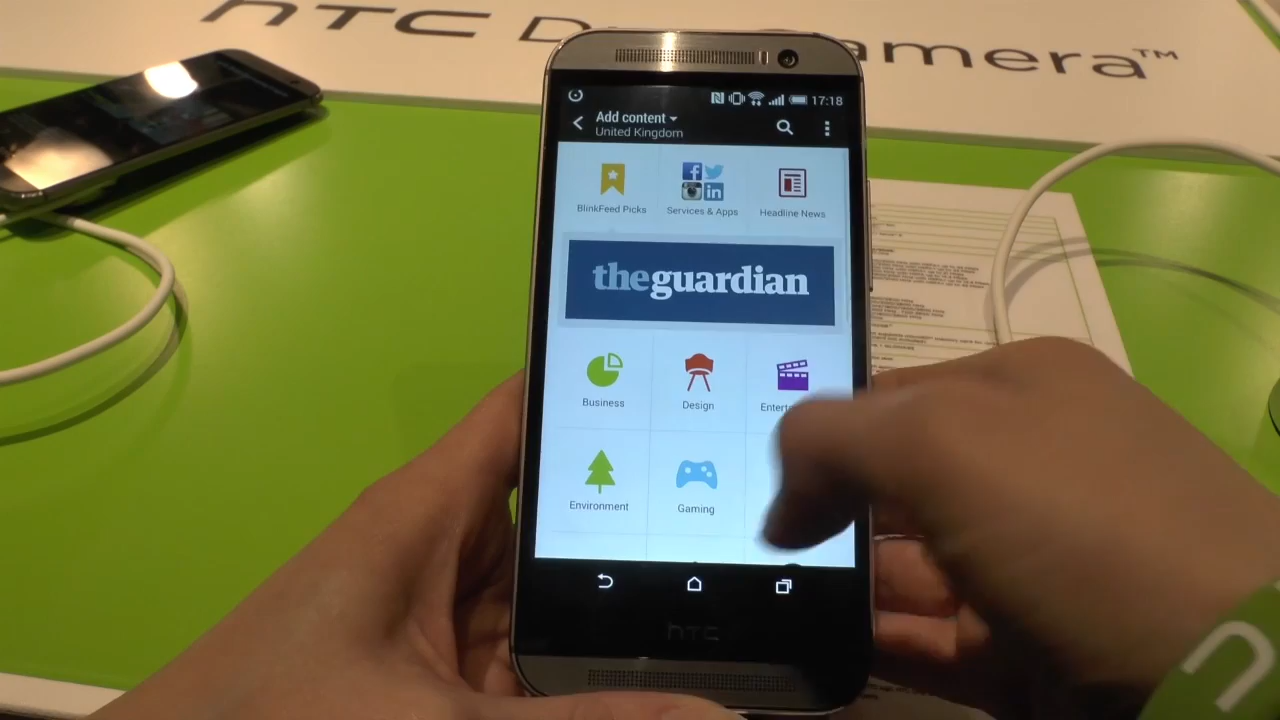 hTC D camera™
17:18
Add content
United Kingdom
BlinkFeed Picks
Services & Apps
Headline News
theguardian
Business
Design
Entert
Environment
Gaming
hTC